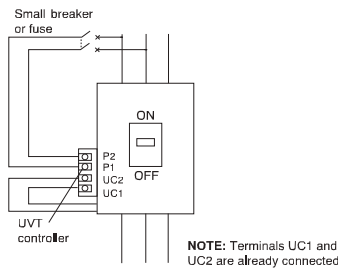 Small breaker
or fuse
ON
OFF
P2
P1
UC2
UC1
UVT
controller
NOTE: Terminals UC1 and
UC2 are already connected